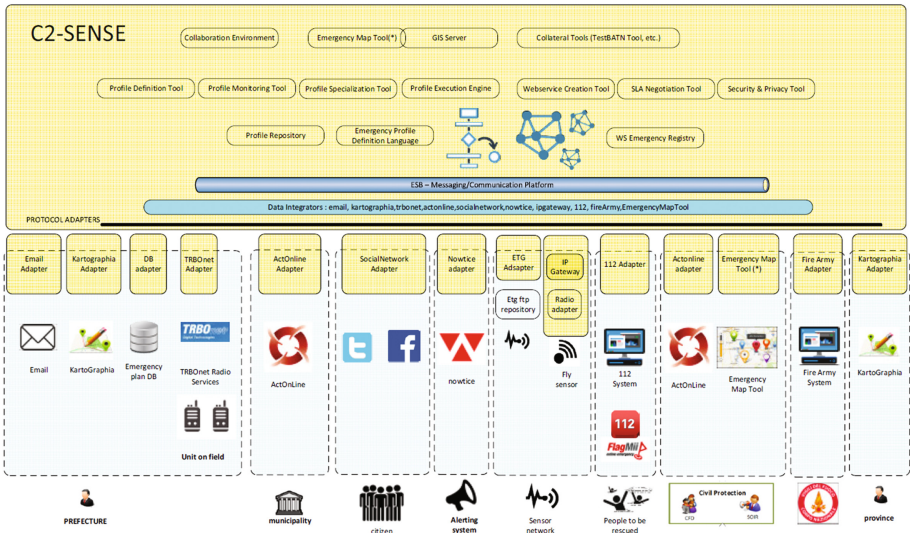 C2-SENSE
Collaboration Environment
Emergency Map Tool(*)
GIS Server
Collateral Tools (TestBATN Tool, etc.)
Profile Definition Tool
Profile Monitoring Tool
Profile Specialization Tool
Profile Execution Engine
Webservice Creation Tool
SLA Negotiation Tool
Security & Privacy Tool
Profile Repository
Emergency Profile
Definition Language
WS Emergency Registry
ESB – Messaging/Communication Platform
Data Integrators : email, kartographia,trbonet,actonline,socialnetwork,nowtice, ipgateway, 112, fireArmy,EmergencyMapTool
PROTOCOL ADAPTERS
Email
Adapter
Kartographia
Adapter
DB
adapter
TRBOnet
Adapter
ActOnline
Adapter
SocialNetwork
Adapter
Nowtice
adapter
ETG
Adsapter
IP
Gateway
112 Adapter
Actonline
adapter
Emergency Map
Tool (*)
Fire Army
Adapter
Kartographia
Adapter
Etg ftp
repository
Radio
adapter
TRBO
Email
KartoGraphia
Emergency
plan DB
TRBOnet Radio
Services
ActOnLine
nowtice
Fly
sensor
112
System
ActOnLine
Emergency
Map Tool
Fire Army
System
KartoGraphia
112
FlagMii
Unit on field
PREFECTURE
municipality
citizen
Alerting
system
Sensor
network
People to be
rescued
Civil Protection
CFD
SOIR
province